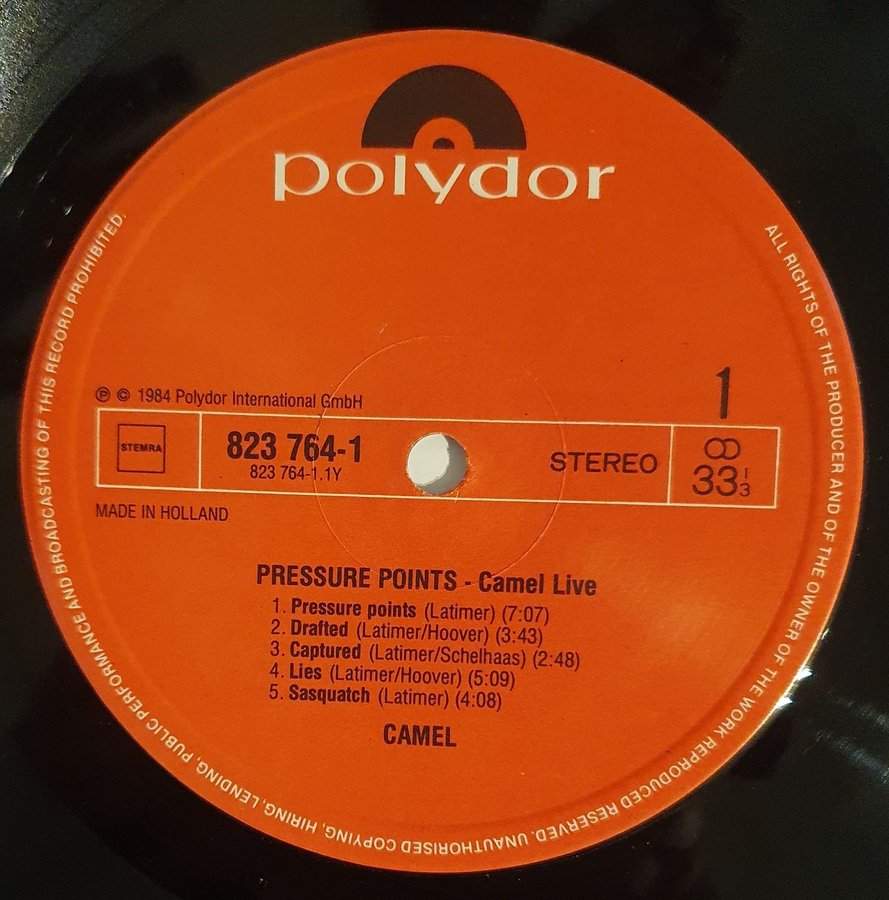 polydor
℗ © 1984 Polydor International GmbH
1
STEMRA
823 764-1
823 764-1.1Y
STEREO
33 1/3
MADE IN HOLLAND
PRESSURE POINTS - Camel Live
1. Pressure points (Latimer) (7:07)
2. Drafted (Latimer/Hoover) (3:43)
3. Captured (Latimer/Schelhaas) (2:48)
4. Lies (Latimer/Hoover) (5:09)
5. Sasquatch (Latimer) (4:08)
CAMEL
ALL RIGHTS OF THE PRODUCER AND OF THE OWNER OF THE WORK REPRODUCED RESERVED. UNAUTHORISED COPYING, HIRING, LENDING, PUBLIC PERFORMANCE AND BROADCASTING OF THIS RECORD PROHIBITED.